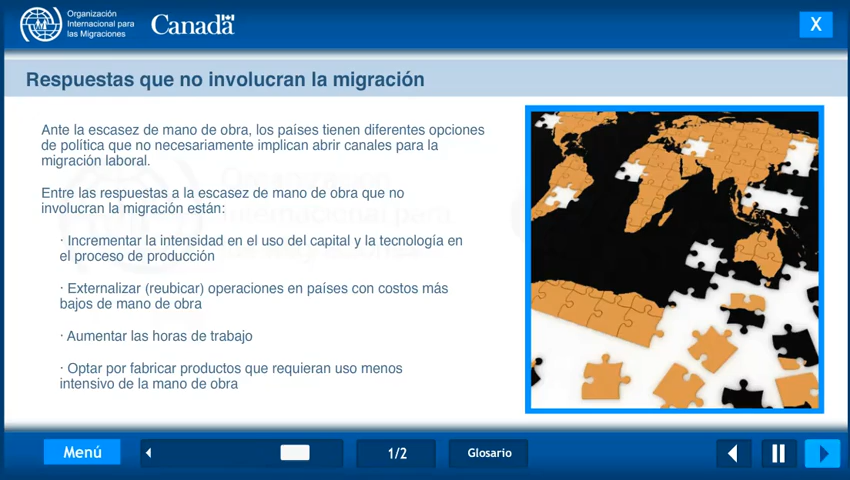 Organización
Internacional para
las Migraciones
Canada
X
Respuestas que no involucran la migración
Ante la escasez de mano de obra, los países tienen diferentes opciones
de política que no necesariamente implican abrir canales para la
migración laboral.
Entre las respuestas a la escasez de mano de obra que no
involucran la migración están:
· Incrementar la intensidad en el uso del capital y la tecnología en
el proceso de producción
· Externalizar (reubicar) operaciones en países con costos más
bajos de mano de obra
· Aumentar las horas de trabajo
· Optar por fabricar productos que requieran uso menos
intensivo de la mano de obra
Menú
1/2
Glosario